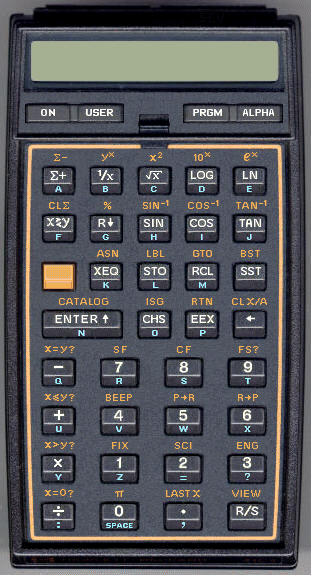 ON USER PRGM ALPHA
Σ− yˣ x² 10ˣ eˣ
Σ+ 1/x √x LOG LN
A B C D E
CLΣ % SIN⁻¹ COS⁻¹ TAN⁻¹
x≷y R↓ SIN COS TAN
F G H I J
ASN LBL GTO BST
XEQ STO RCL SST
K L M
CATALOG ISG RTN CLX/A
ENTER↑ CHS EEX ←
N O P
x=y? SF CF FS?
− 7 8 9
Q R S T
x≤y? BEEP P→R R→P
+ 4 5 6
U V W X
x>y? FIX SCI ENG
× 1 2 3
Y Z = ?
x=0? π LASTX VIEW
÷ 0 . R/S
: SPACE ,